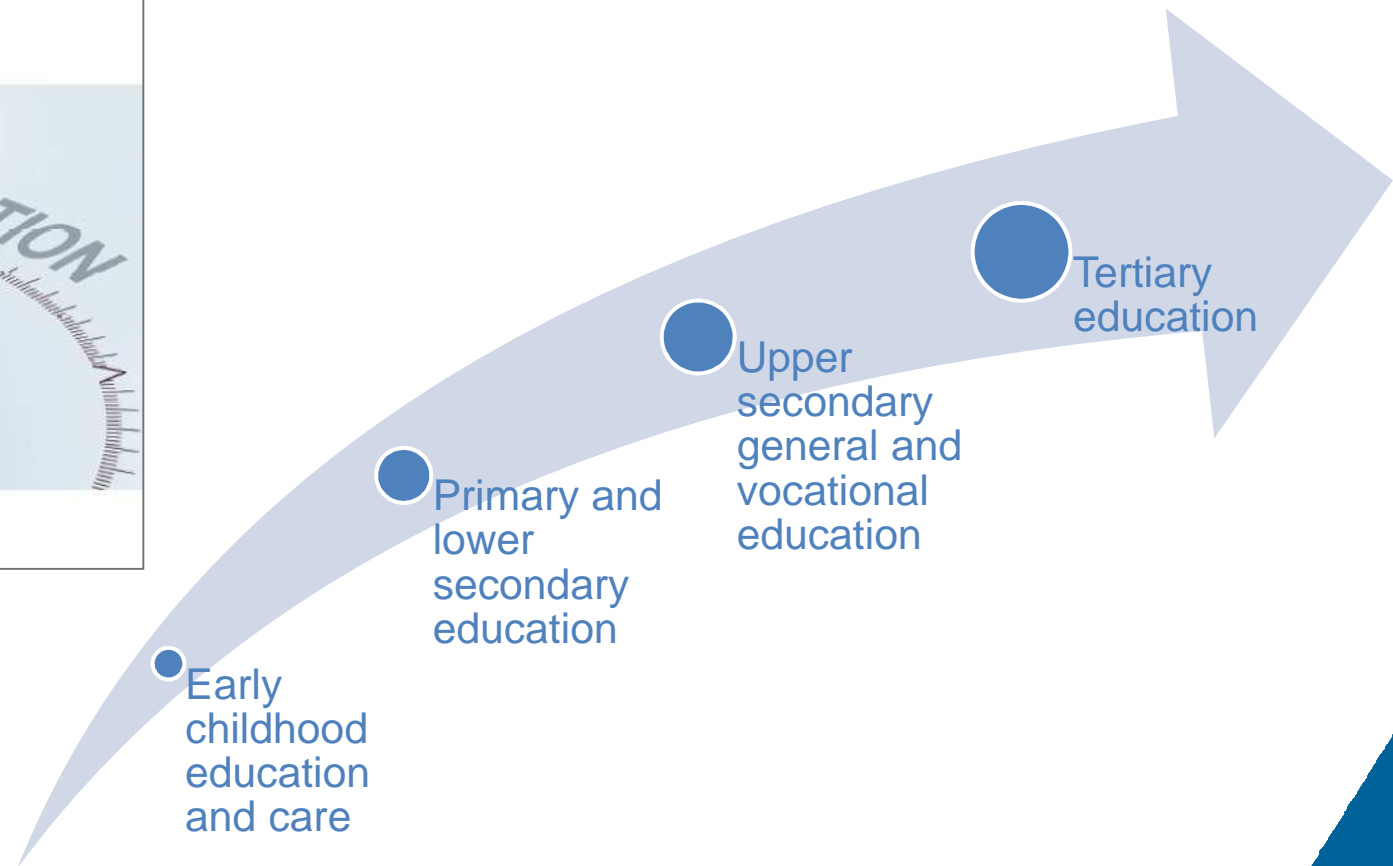 TION
Tertiary
education
Upper
secondary
general and
vocational
education
Primary and
lower
secondary
education
Early
childhood
education
and care